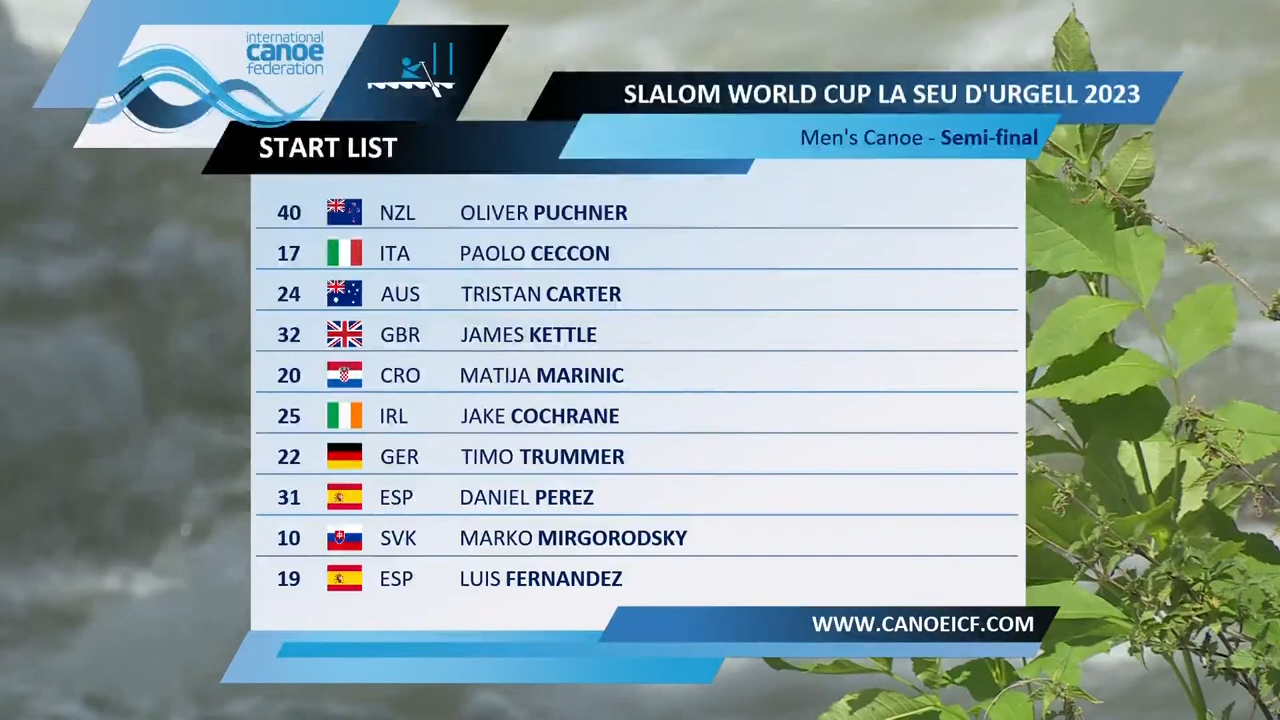 international
canoe
federation
SLALOM WORLD CUP LA SEU D'URGELL 2023
Men's Canoe - Semi-final
START LIST
40 NZL OLIVER PUCHNER
17 ITA PAOLO CECCON
24 AUS TRISTAN CARTER
32 GBR JAMES KETTLE
20 CRO MATIJA MARINIC
25 IRL JAKE COCHRANE
22 GER TIMO TRUMMER
31 ESP DANIEL PEREZ
10 SVK MARKO MIRGORODSKY
19 ESP LUIS FERNANDEZ
WWW.CANOEICF.COM